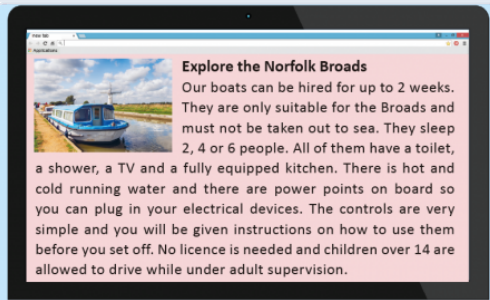 New Tab
Applications
Explore the Norfolk Broads
Our boats can be hired for up to 2 weeks.
They are only suitable for the Broads and
must not be taken out to sea. They sleep
2, 4 or 6 people. All of them have a toilet,
a shower, a TV and a fully equipped kitchen. There is hot and
cold running water and there are power points on board so
you can plug in your electrical devices. The controls are very
simple and you will be given instructions on how to use them
before you set off. No licence is needed and children over 14 are
allowed to drive while under adult supervision.